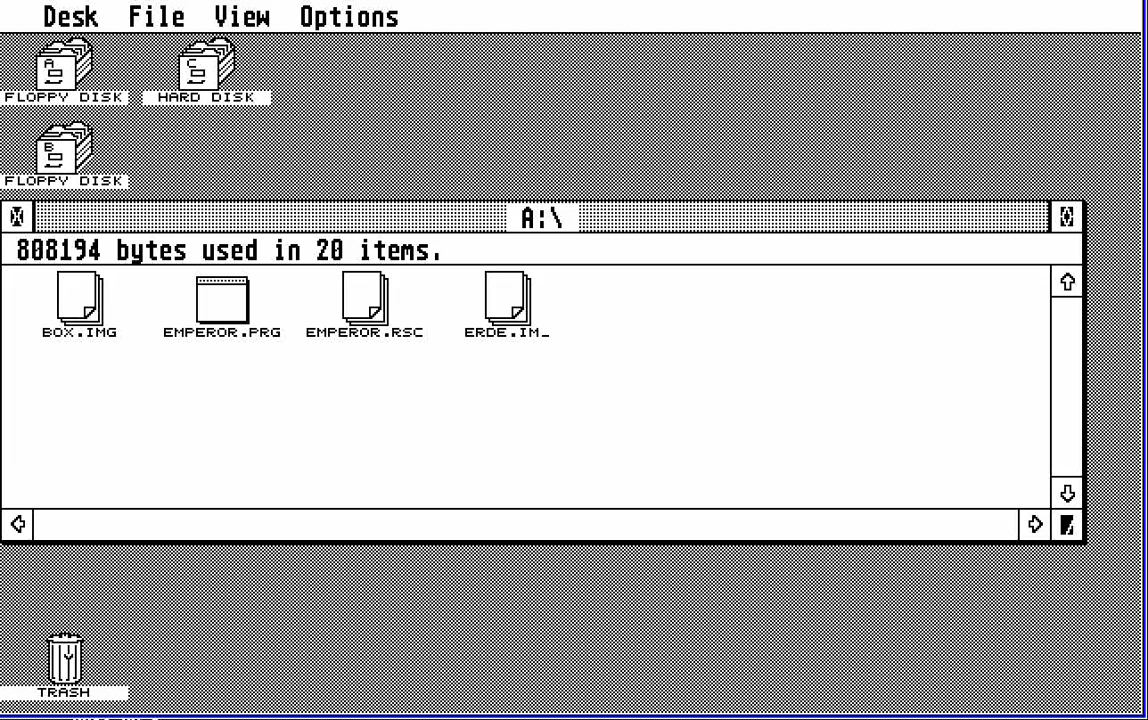 Desk File View Options
A C
FLOPPY DISK HARD DISK
B
FLOPPY DISK
A:\
808194 bytes used in 20 items.
BOX.IMG EMPEROR.PRG EMPEROR.RSC ERDE.IM_
TRASH